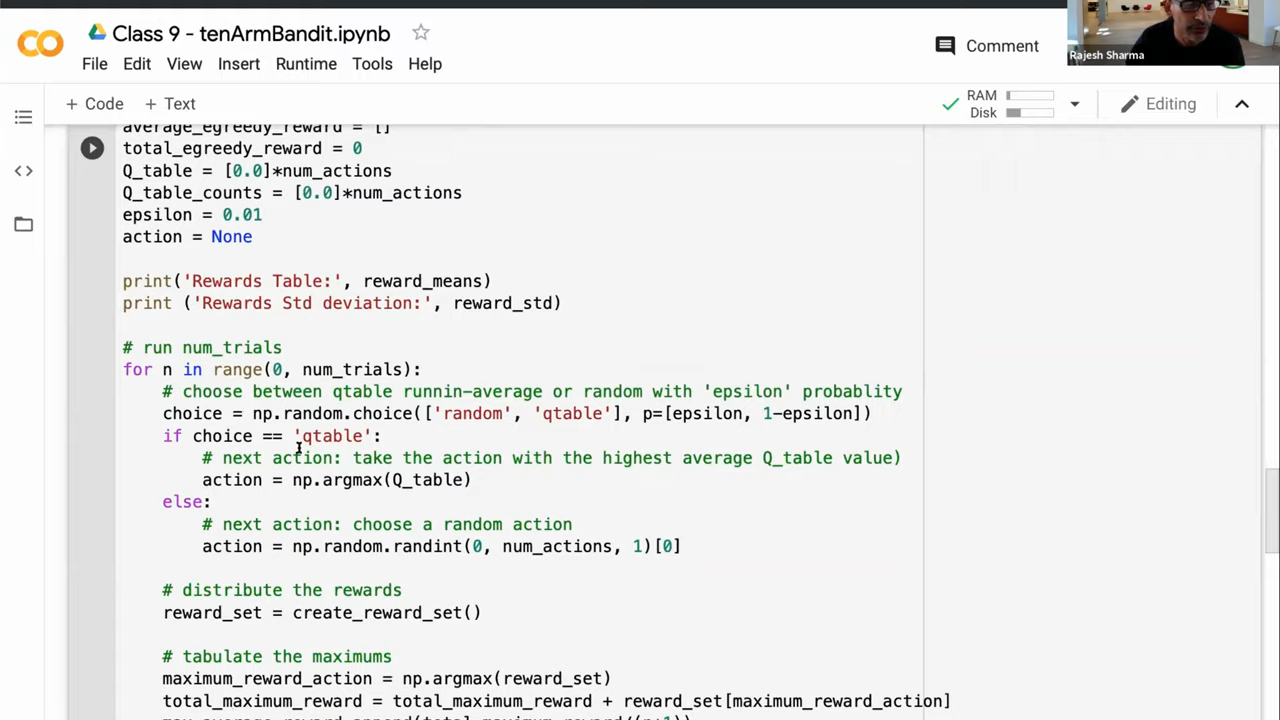 Class 9 - tenArmBandit.ipynb
File Edit View Insert Runtime Tools Help
Comment
Rajesh Sharma
+ Code + Text
RAM
Disk
Editing
average_egreedy_reward = []
total_egreedy_reward = 0
Q_table = [0.0]*num_actions
Q_table_counts = [0.0]*num_actions
epsilon = 0.01
action = None
print('Rewards Table:', reward_means)
print ('Rewards Std deviation:', reward_std)
# run num_trials
for n in range(0, num_trials):
# choose between qtable runnin-average or random with 'epsilon' probablity
choice = np.random.choice(['random', 'qtable'], p=[epsilon, 1-epsilon])
if choice == 'qtable':
# next action: take the action with the highest average Q_table value)
action = np.argmax(Q_table)
else:
# next action: choose a random action
action = np.random.randint(0, num_actions, 1)[0]
# distribute the rewards
reward_set = create_reward_set()
# tabulate the maximums
maximum_reward_action = np.argmax(reward_set)
total_maximum_reward = total_maximum_reward + reward_set[maximum_reward_action]
max_average_reward.append(total_maximum_reward/(n+1))